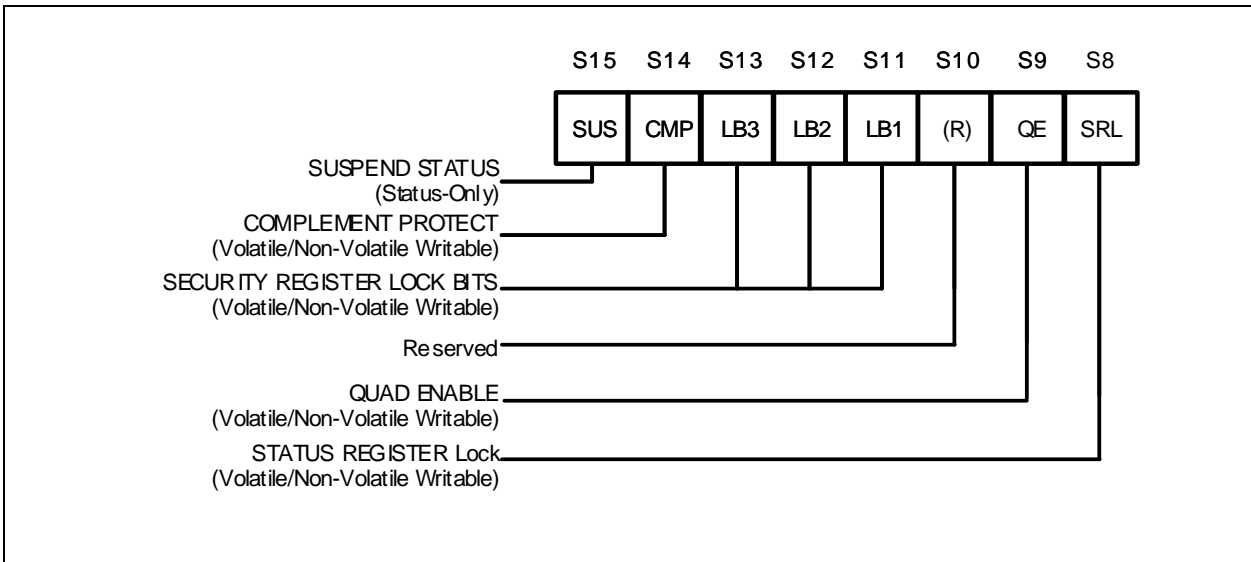 S15 S14 S13 S12 S11 S10 S9 S8
SUS CMP LB3 LB2 LB1 (R) QE SRL
SUSPEND STATUS
(Status-Only)
COMPLEMENT PROTECT
(Volatile/Non-Volatile Writable)
SECURITY REGISTER LOCK BITS
(Volatile/Non-Volatile Writable)
Reserved
QUAD ENABLE
(Volatile/Non-Volatile Writable)
STATUS REGISTER Lock
(Volatile/Non-Volatile Writable)